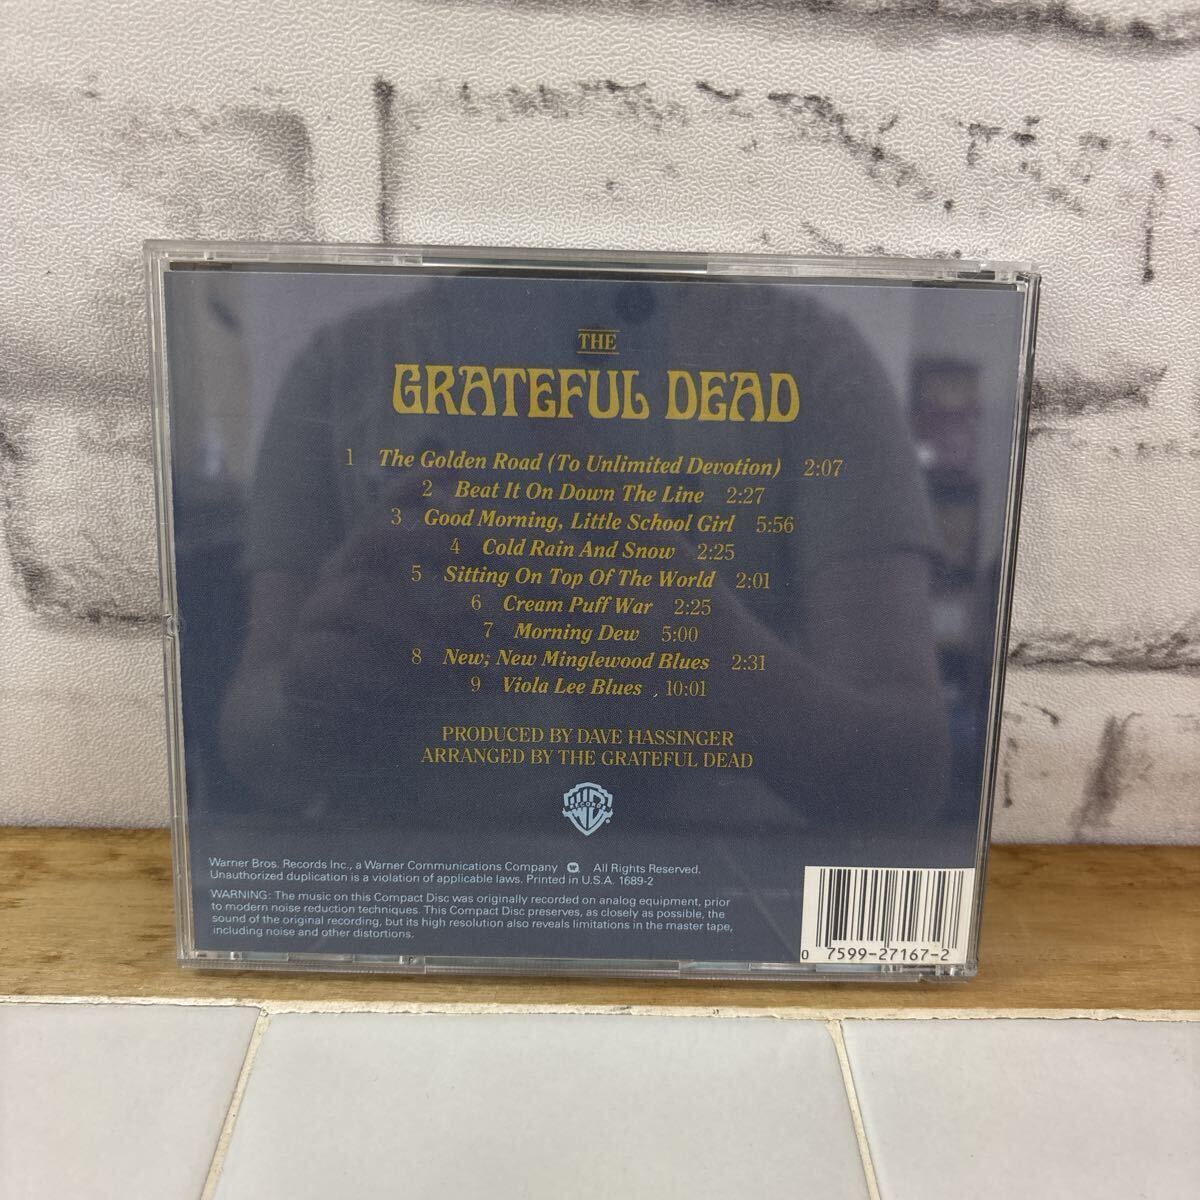 THE
GRATEFUL DEAD
1 The Golden Road (To Unlimited Devotion) 2:07
2 Beat It On Down The Line 2:27
3 Good Morning, Little School Girl 5:56
4 Cold Rain And Snow 2:25
5 Sitting On Top Of The World 2:01
6 Cream Puff War 2:25
7 Morning Dew 5:00
8 New, New Minglewood Blues 2:31
9 Viola Lee Blues 10:01
PRODUCED BY DAVE HASSINGER
ARRANGED BY THE GRATEFUL DEAD
WB
RECORDS
Warner Bros. Records Inc., a Warner Communications Company All Rights Reserved.
Unauthorized duplication is a violation of applicable laws. Printed in U.S.A. 1689-2
WARNING: The music on this Compact Disc was originally recorded on analog equipment, prior
to modern noise reduction techniques. This Compact Disc preserves, as closely as possible, the
sound of the original recording, but its high resolution also reveals limitations in the master tape,
including noise and other distortions.
0 7599-27167-2